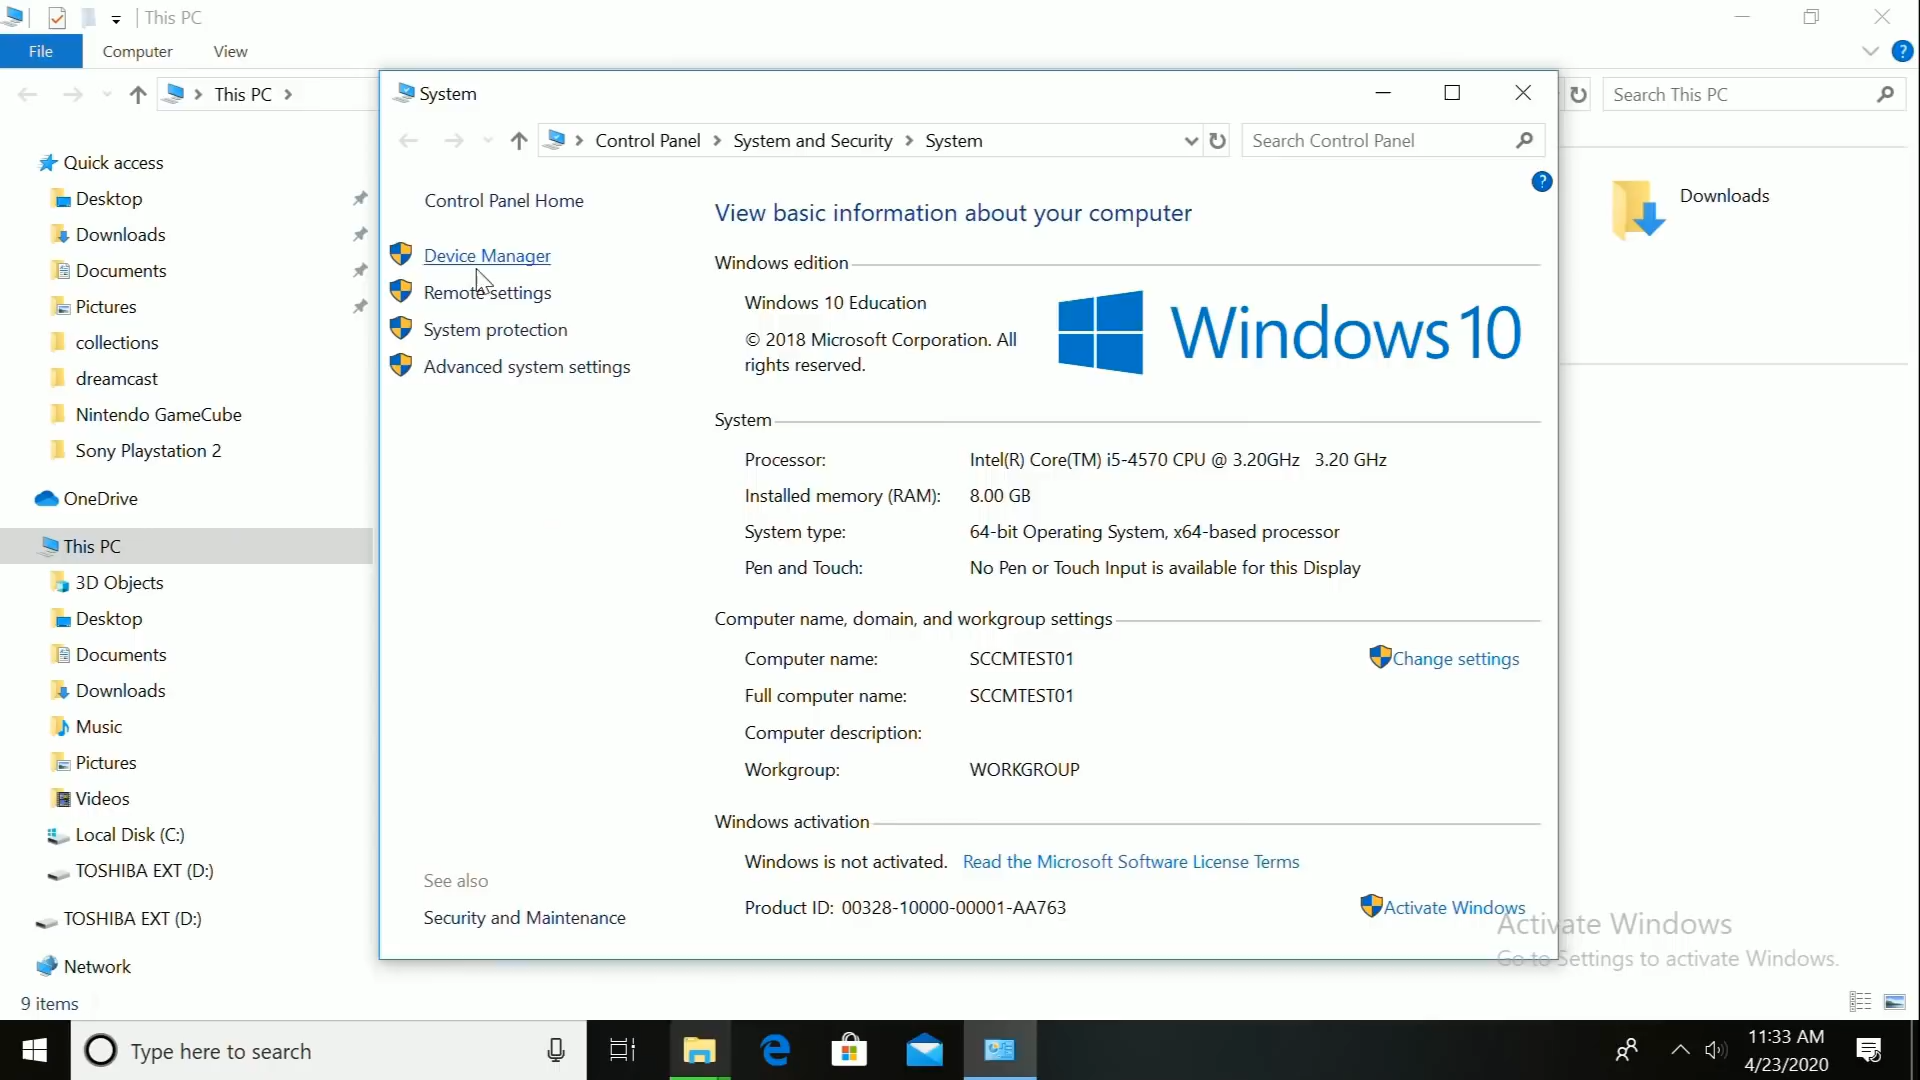 This PC
File
Computer
View
This PC
Search This PC
Quick access
Desktop
Downloads
Documents
Pictures
collections
dreamcast
Nintendo GameCube
Sony Playstation 2
OneDrive
This PC
3D Objects
Desktop
Documents
Downloads
Music
Pictures
Videos
Local Disk (C:)
TOSHIBA EXT (D:)
TOSHIBA EXT (D:)
Network
9 items
System
Control Panel > System and Security > System
Search Control Panel
Control Panel Home
Device Manager
Remote settings
System protection
Advanced system settings
See also
Security and Maintenance
View basic information about your computer
Windows edition
Windows 10 Education
© 2018 Microsoft Corporation. All
rights reserved.
Windows 10
System
Processor: Intel(R) Core(TM) i5-4570 CPU @ 3.20GHz 3.20 GHz
Installed memory (RAM): 8.00 GB
System type: 64-bit Operating System, x64-based processor
Pen and Touch: No Pen or Touch Input is available for this Display
Computer name, domain, and workgroup settings
Computer name: SCCMTEST01
Change settings
Full computer name: SCCMTEST01
Computer description:
Workgroup: WORKGROUP
Windows activation
Windows is not activated. Read the Microsoft Software License Terms
Product ID: 00328-10000-00001-AA763
Activate Windows
Downloads
Activate Windows
Go to Settings to activate Windows.
Type here to search
11:33 AM
4/23/2020